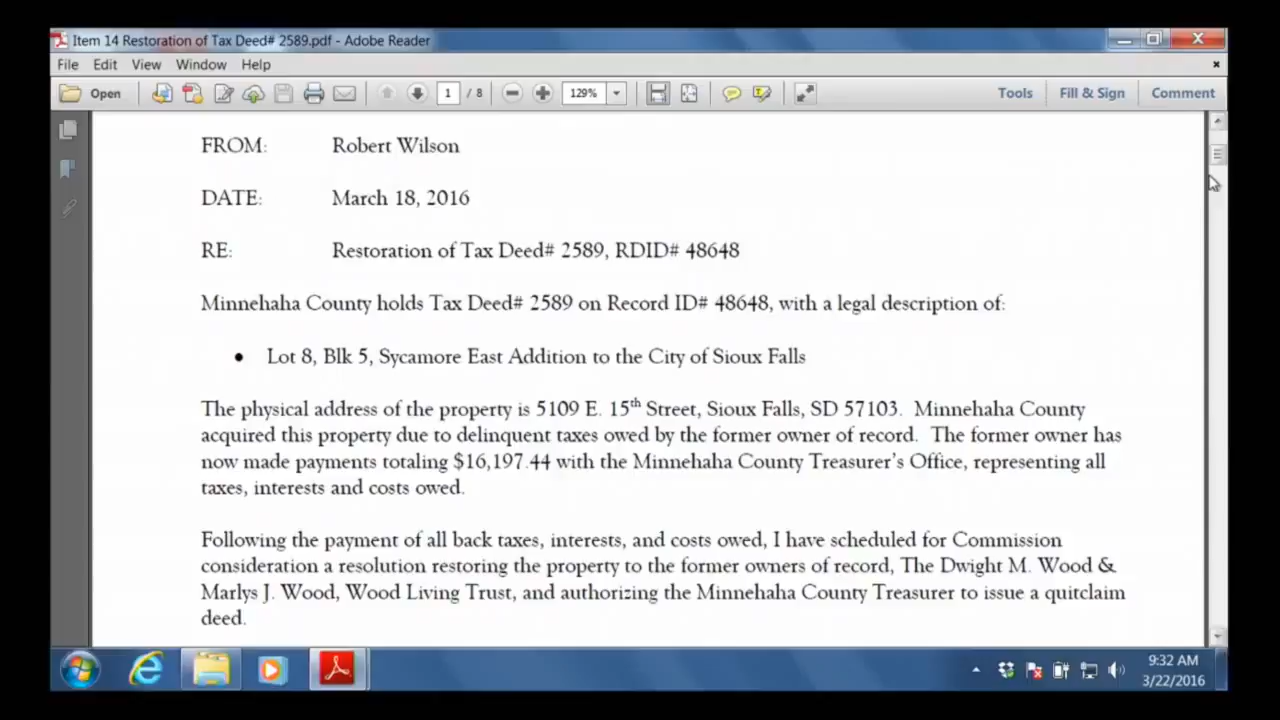 Item 14 Restoration of Tax Deed# 2589.pdf - Adobe Reader
File Edit View Window Help
Open 1 / 8 129% Tools Fill & Sign Comment
FROM: Robert Wilson
DATE: March 18, 2016
RE: Restoration of Tax Deed# 2589, RDID# 48648
Minnehaha County holds Tax Deed# 2589 on Record ID# 48648, with a legal description of:
• Lot 8, Blk 5, Sycamore East Addition to the City of Sioux Falls
The physical address of the property is 5109 E. 15th Street, Sioux Falls, SD 57103. Minnehaha County
acquired this property due to delinquent taxes owed by the former owner of record. The former owner has
now made payments totaling $16,197.44 with the Minnehaha County Treasurer's Office, representing all
taxes, interests and costs owed.
Following the payment of all back taxes, interests, and costs owed, I have scheduled for Commission
consideration a resolution restoring the property to the former owners of record, The Dwight M. Wood &
Marlys J. Wood, Wood Living Trust, and authorizing the Minnehaha County Treasurer to issue a quitclaim
deed.
9:32 AM
3/22/2016